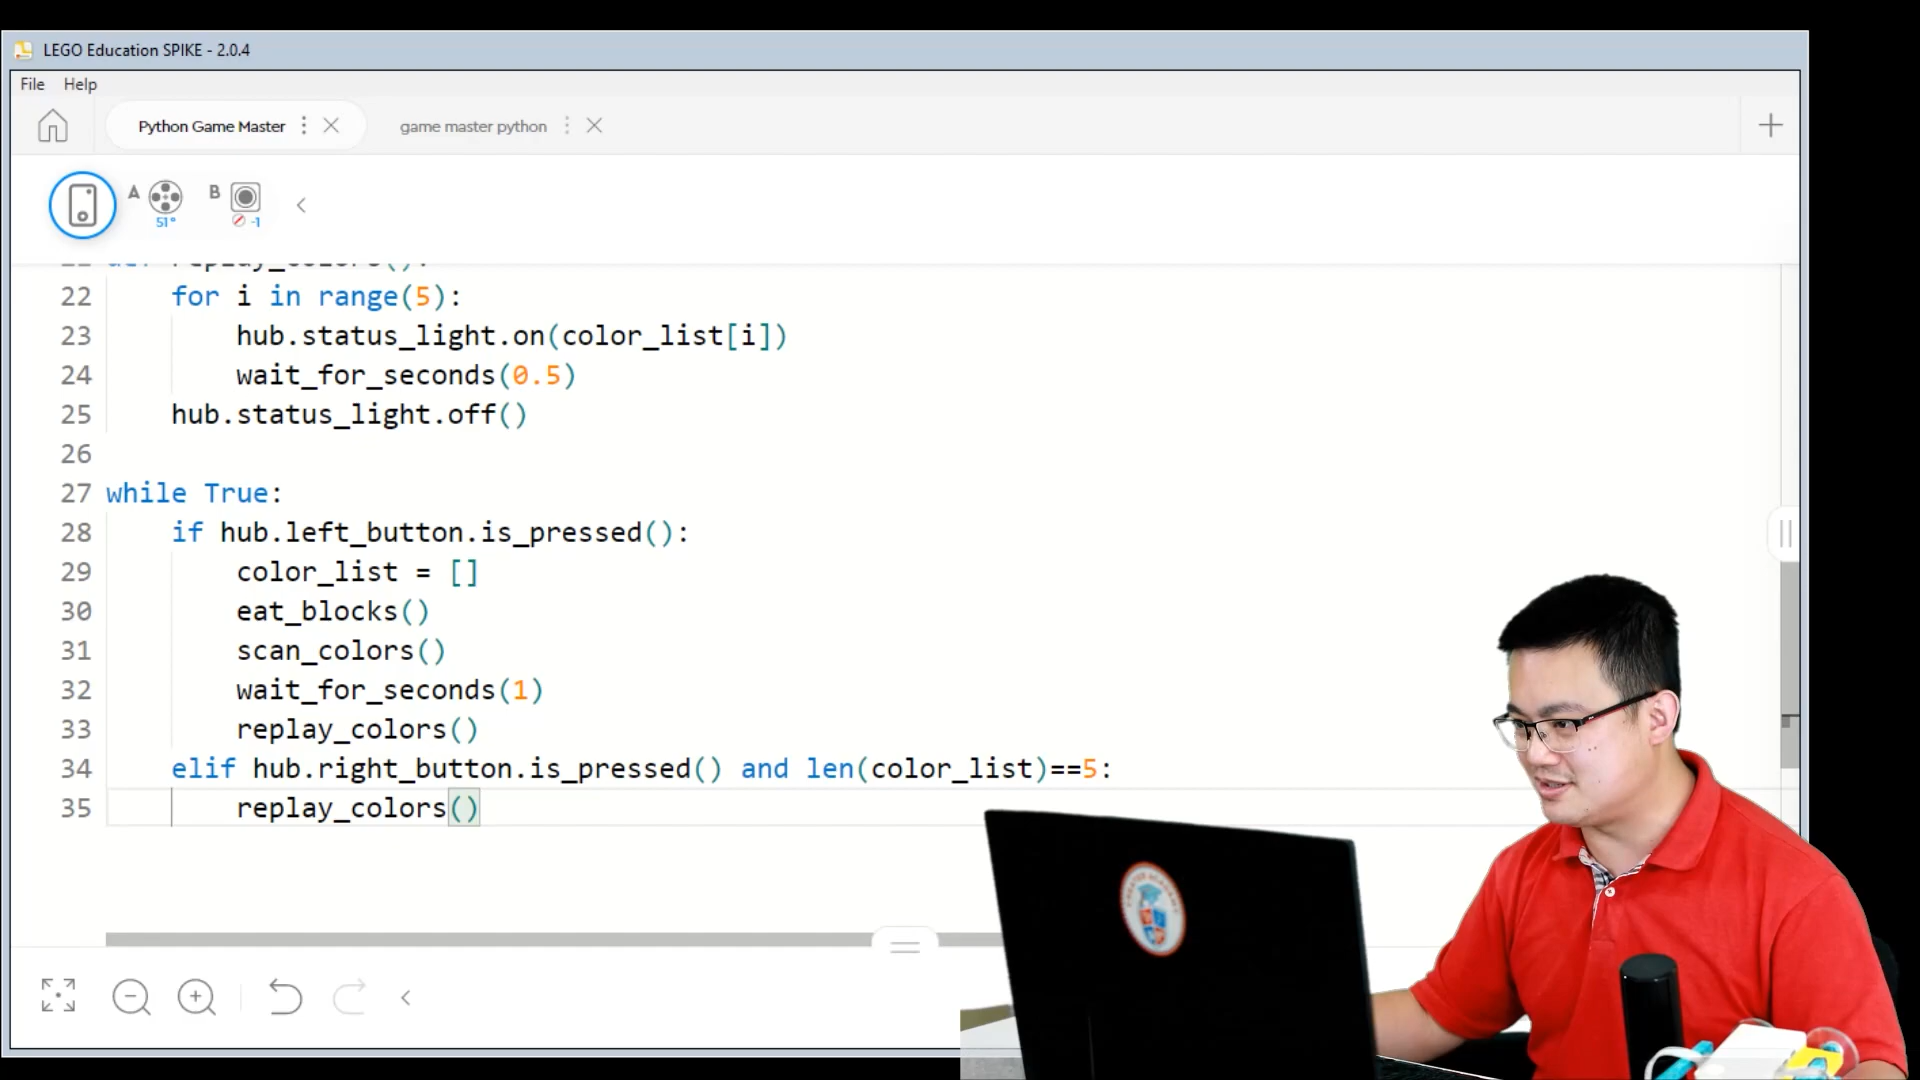 LEGO Education SPIKE - 2.0.4
File Help
Python Game Master
game master python
A
51°
B
-1
22 for i in range(5):
23 hub.status_light.on(color_list[i])
24 wait_for_seconds(0.5)
25 hub.status_light.off()
26
27 while True:
28 if hub.left_button.is_pressed():
29 color_list = []
30 eat_blocks()
31 scan_colors()
32 wait_for_seconds(1)
33 replay_colors()
34 elif hub.right_button.is_pressed() and len(color_list)==5:
35 replay_colors()